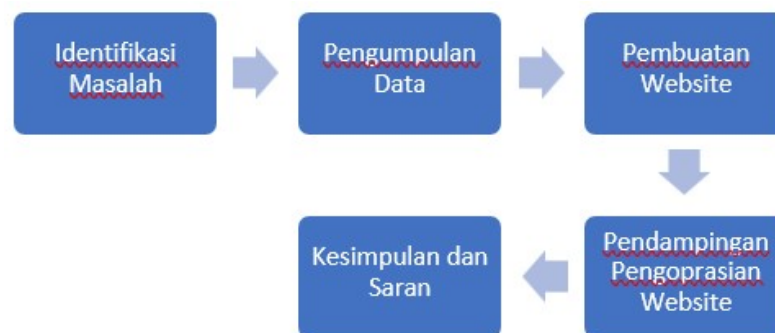 Identifikasi
Masalah
Pengumpulan
Data
Pembuatan
Website
Pendampingan
Pengoprasian
Website
Kesimpulan dan
Saran